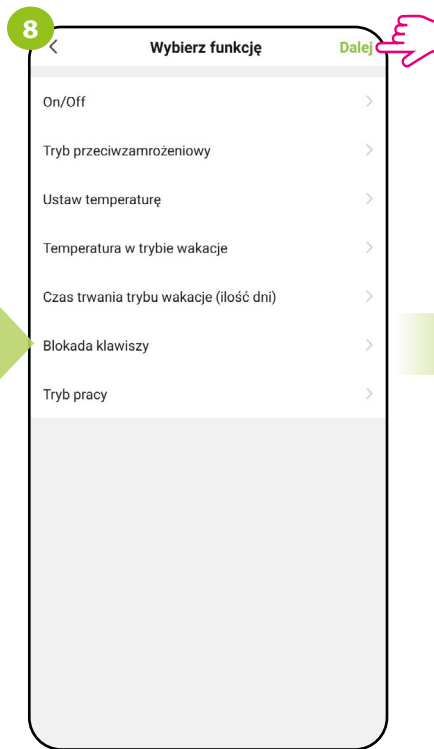 8
Wybierz funkcję
Dalej
On/Off
Tryb przeciwzamrożeniowy
Ustaw temperaturę
Temperatura w trybie wakacje
Czas trwania trybu wakacje (ilość dni)
Blokada klawiszy
Tryb pracy